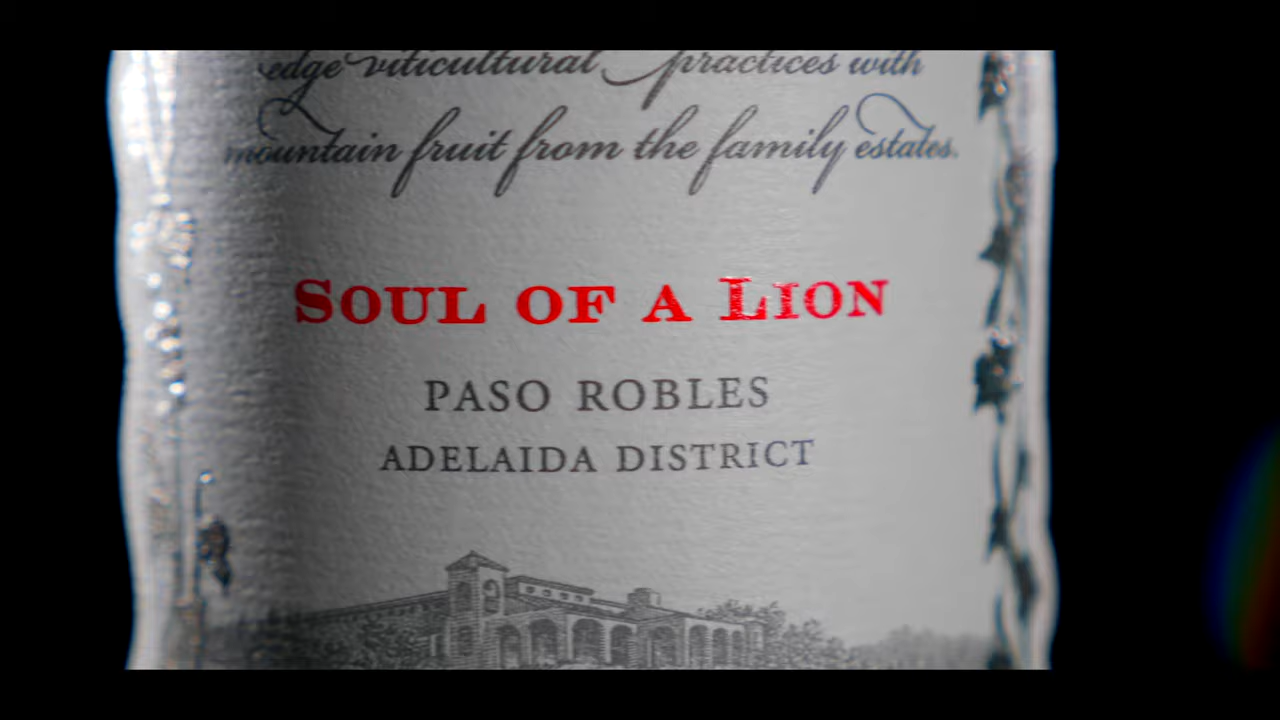 edge viticultural practices with
mountain fruit from the family estates.
SOUL OF A LION
PASO ROBLES
ADELAIDA DISTRICT